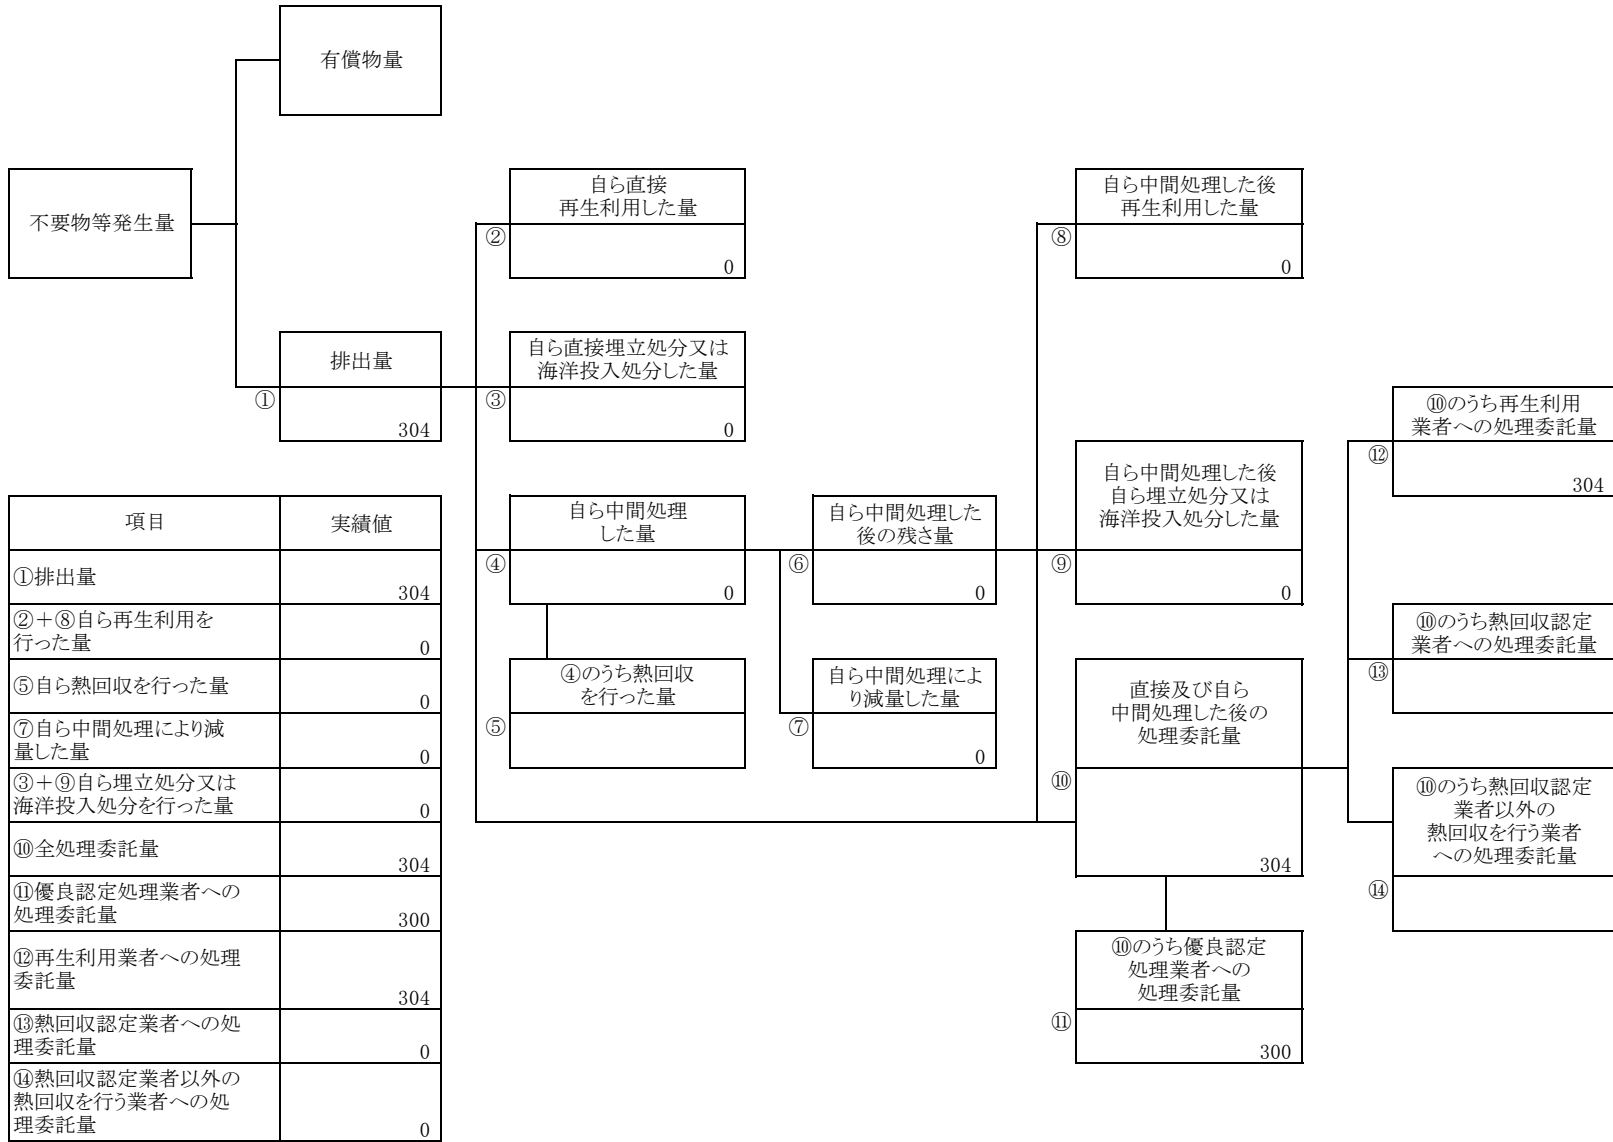 有償物量
不要物等発生量
自ら直接
再生利用した量
②
0
自ら中間処理した後
再生利用した量
⑧
0
排出量
①
304
自ら直接埋立処分又は
海洋投入処分した量
③
0
⑩のうち再生利用
業者への処理委託量
⑫
304
自ら中間処理
した量
④
0
自ら中間処理した
後の残さ量
⑥
0
自ら中間処理した後
自ら埋立処分又は
海洋投入処分した量
⑨
0
④のうち熱回収
を行った量
⑤
自ら中間処理によ
り減量した量
⑦
0
直接及び自ら
中間処理した後の
処理委託量
⑩
304
⑩のうち熱回収認定
業者への処理委託量
⑬
⑩のうち熱回収認定
業者以外の
熱回収を行う業者
への処理委託量
⑭
⑩のうち優良認定
処理業者への
処理委託量
⑪
300
項目 実績値
①排出量
304
②＋⑧自ら再生利用を
行った量
0
⑤自ら熱回収を行った量
0
⑦自ら中間処理により減
量した量
0
③＋⑨自ら埋立処分又は
海洋投入処分を行った量
0
⑩全処理委託量
304
⑪優良認定処理業者への
処理委託量
300
⑫再生利用業者への処理
委託量
304
⑬熱回収認定業者への処
理委託量
0
⑭熱回収認定業者以外の
熱回収を行う業者への処
理委託量
0